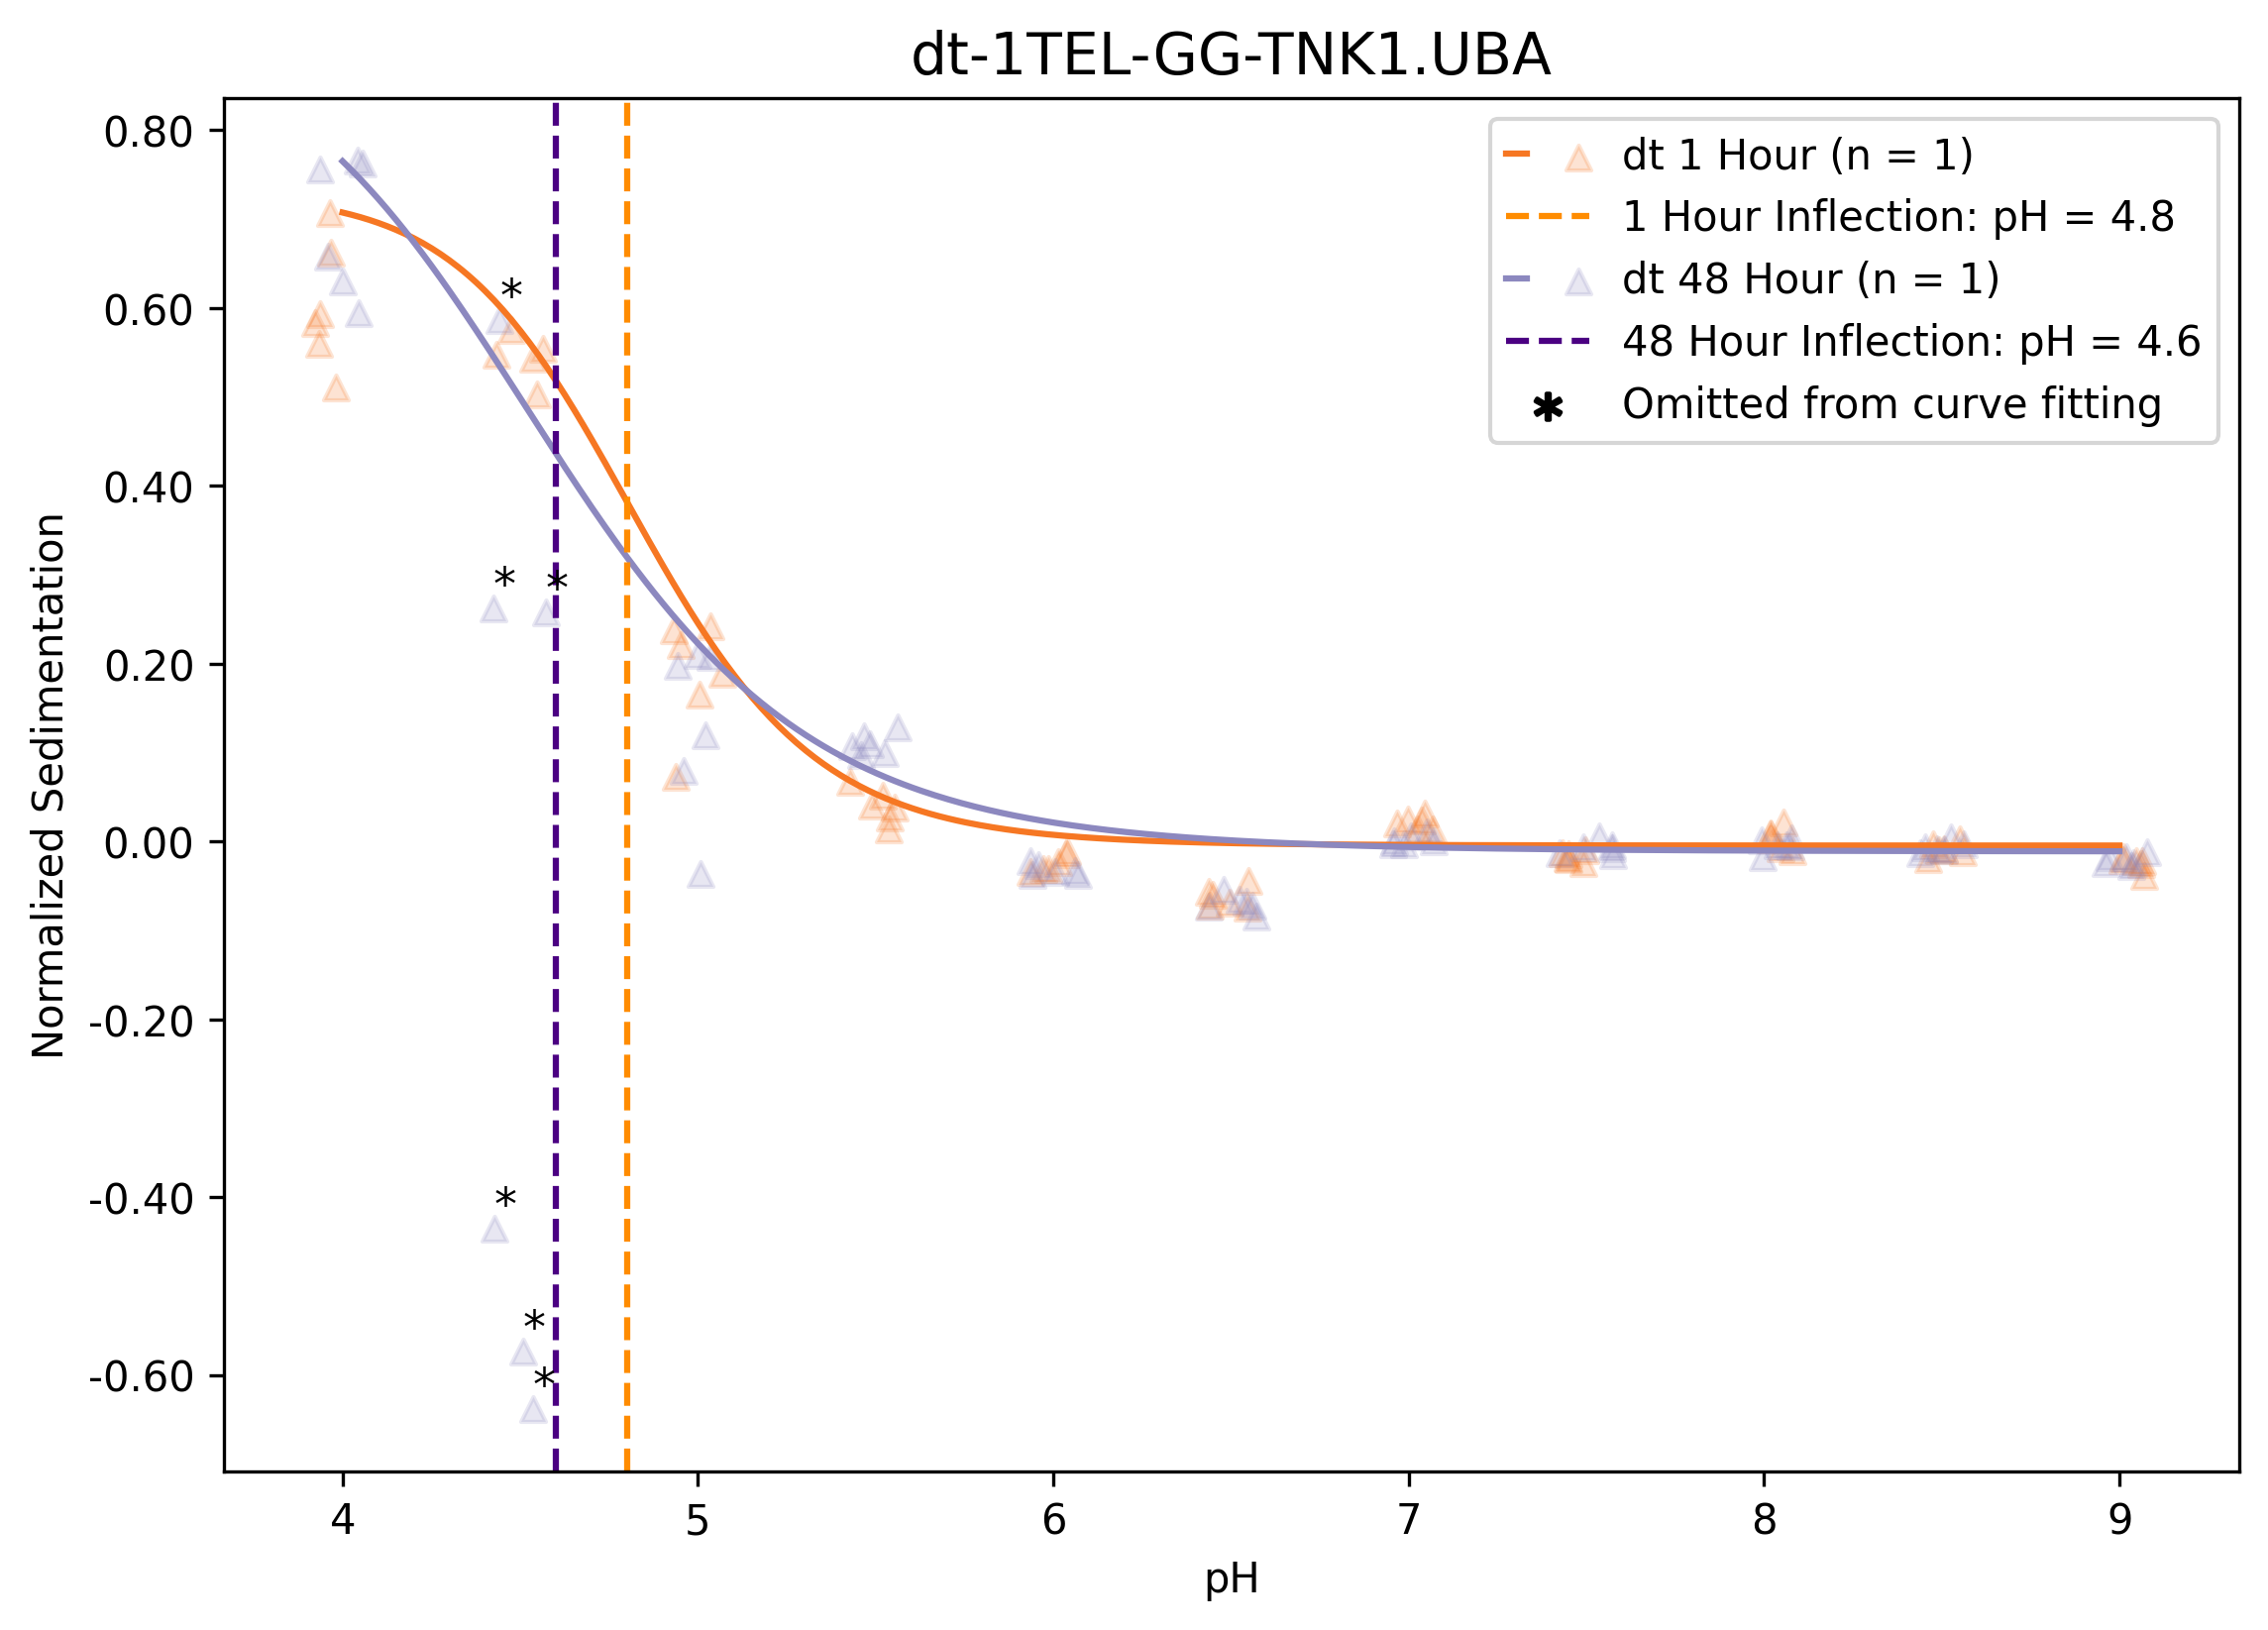 dt-1TEL-GG-TNK1.UBA
0.80
0.60
0.40
0.20
0.00
-0.20
-0.40
-0.60
Normalized Sedimentation
dt 1 Hour (n = 1)
1 Hour Inflection: pH = 4.8
dt 48 Hour (n = 1)
48 Hour Inflection: pH = 4.6
* Omitted from curve fitting
*
*
*
*
*
*
4 5 6 7 8 9
pH